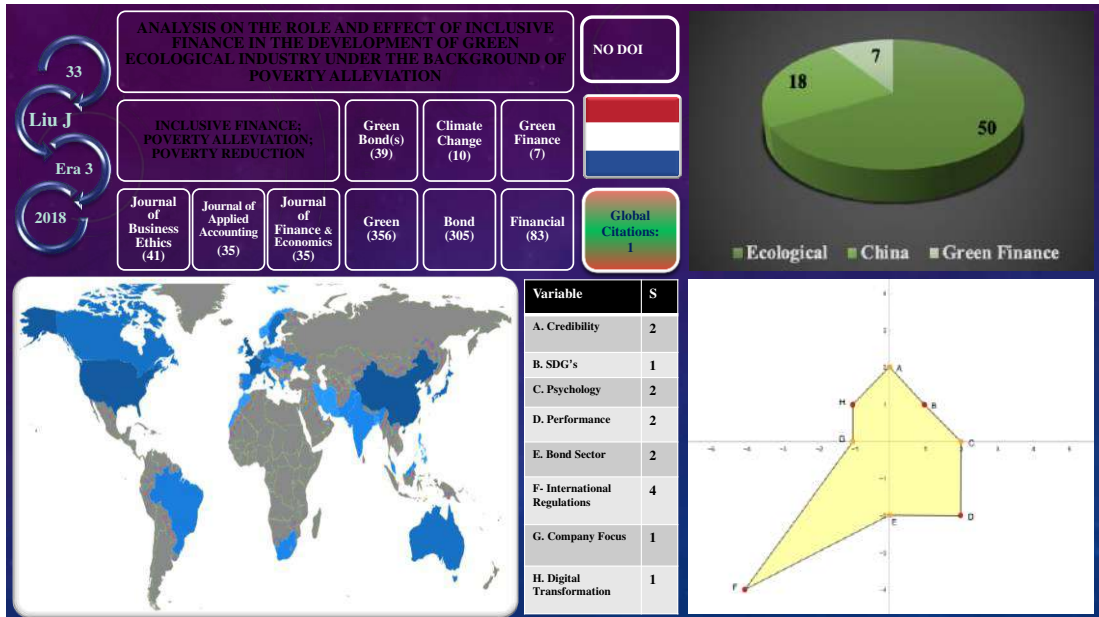 33
Liu J
Era 3
2018
ANALYSIS ON THE ROLE AND EFFECT OF INCLUSIVE
FINANCE IN THE DEVELOPMENT OF GREEN
ECOLOGICAL INDUSTRY UNDER THE BACKGROUND OF
POVERTY ALLEVIATION
NO DOI
INCLUSIVE FINANCE;
POVERTY ALLEVIATION;
POVERTY REDUCTION
Green
Bond(s)
(39)
Climate
Change
(10)
Green
Finance
(7)
Journal
of
Business
Ethics
(41)
Journal of
Applied
Accounting
(35)
Journal
of
Finance &
Economics
(35)
Green
(356)
Bond
(305)
Financial
(83)
Global
Citations:
1
7
18
50
Ecological China Green Finance
Variable S
A. Credibility 2
B. SDG's 1
C. Psychology 2
D. Performance 2
E. Bond Sector 2
F- International
Regulations 4
G. Company Focus 1
H. Digital
Transformation 1
A
H
B
C
E
D
F